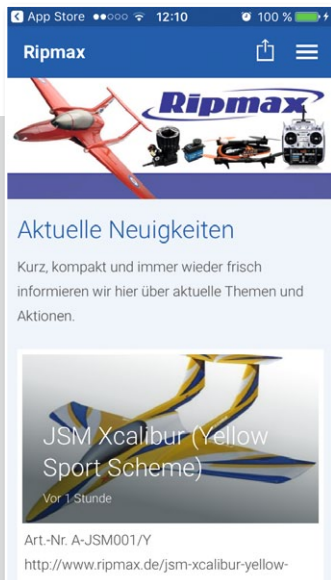 App Store 12:10 100 %
Ripmax
Ripmax
Aktuelle Neuigkeiten
Kurz, kompakt und immer wieder frisch
informieren wir hier über aktuelle Themen und
Aktionen.
JSM Xcalibur (Yellow
Sport Scheme)
Vor 1 Stunde
Art.-Nr. A-JSM001/Y
http://www.ripmax.de/jsm-xcalibur-yellow-